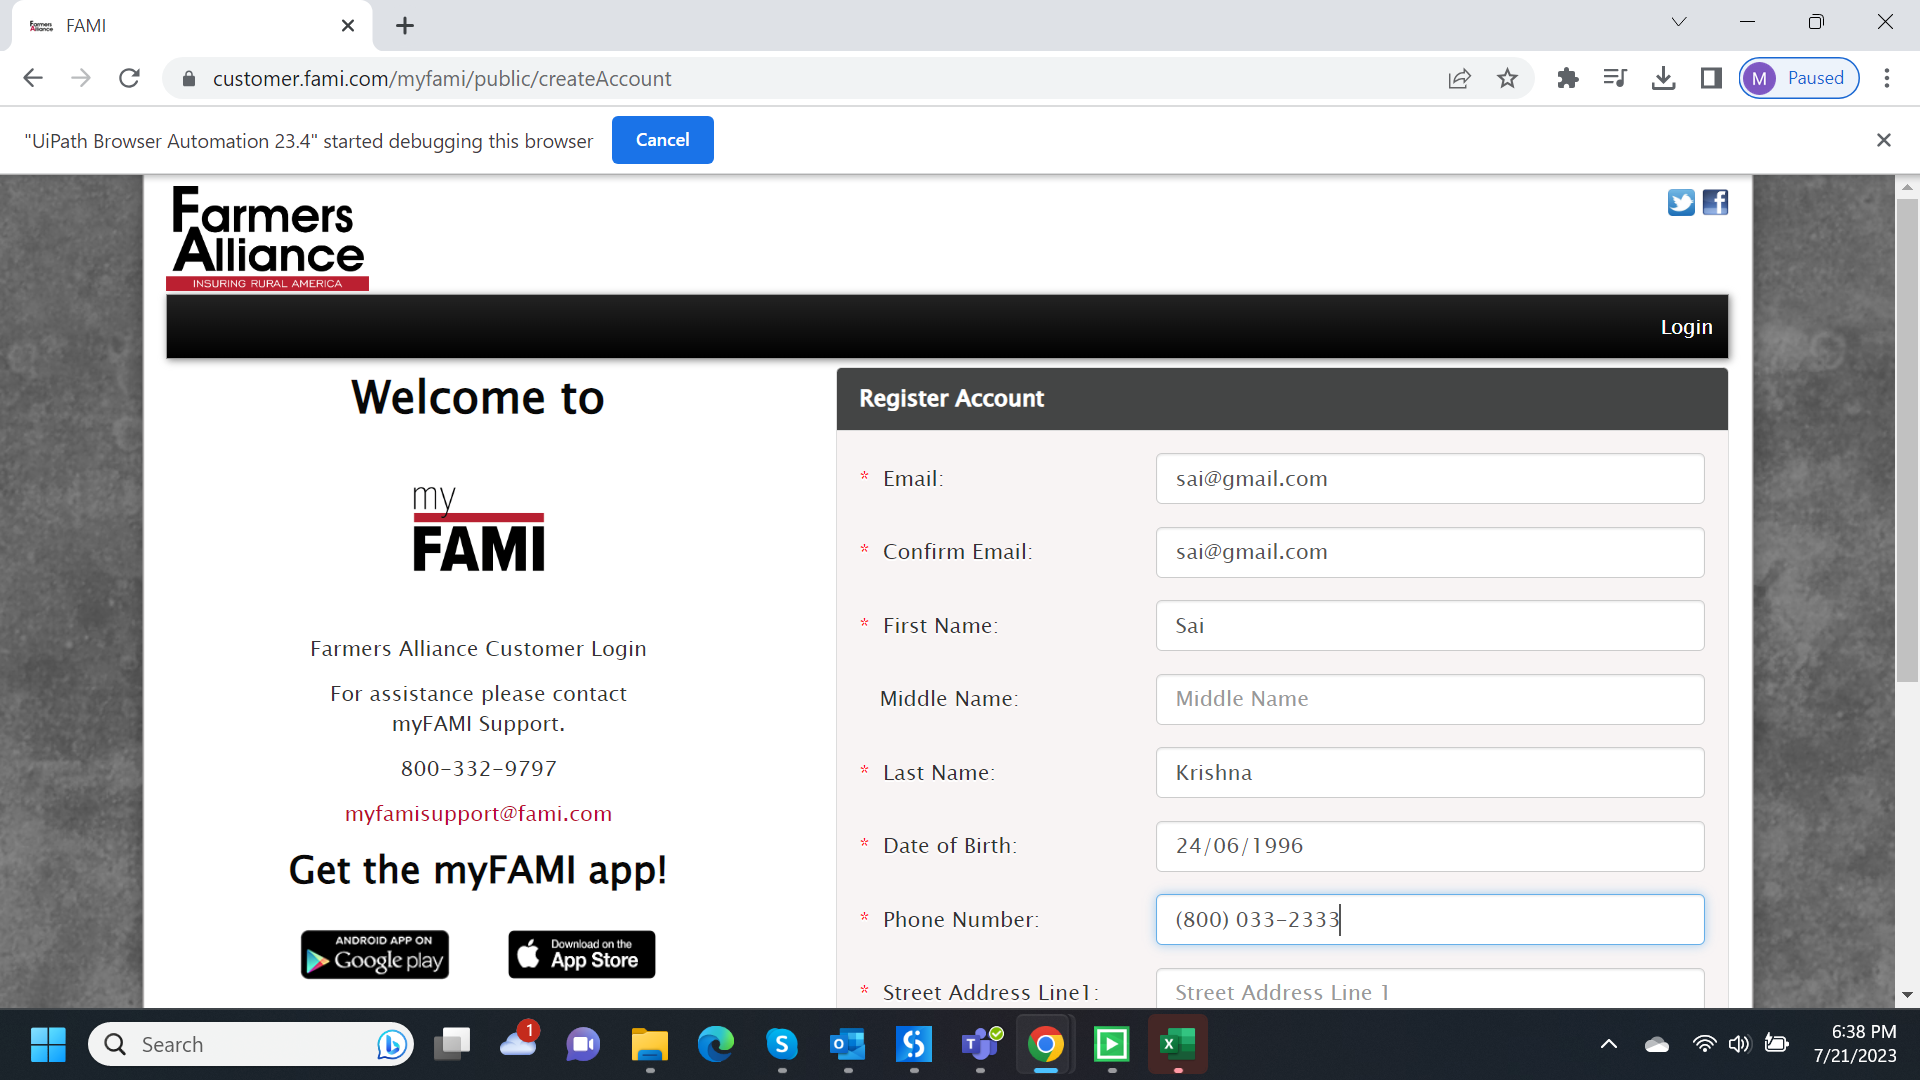 FAMI
customer.fami.com/myfami/public/createAccount
M Paused
"UiPath Browser Automation 23.4" started debugging this browser
Cancel
Farmers
Alliance
INSURING RURAL AMERICA
Login
Welcome to
my
FAMI
Farmers Alliance Customer Login
For assistance please contact
myFAMI Support.
800-332-9797
myfamisupport@fami.com
Get the myFAMI app!
ANDROID APP ON
Google play
Download on the
App Store
Register Account
* Email: sai@gmail.com
* Confirm Email: sai@gmail.com
* First Name: Sai
Middle Name: Middle Name
* Last Name: Krishna
* Date of Birth: 24/06/1996
* Phone Number: (800) 033-2333
* Street Address Line1: Street Address Line 1
Search
1
6:38 PM
7/21/2023